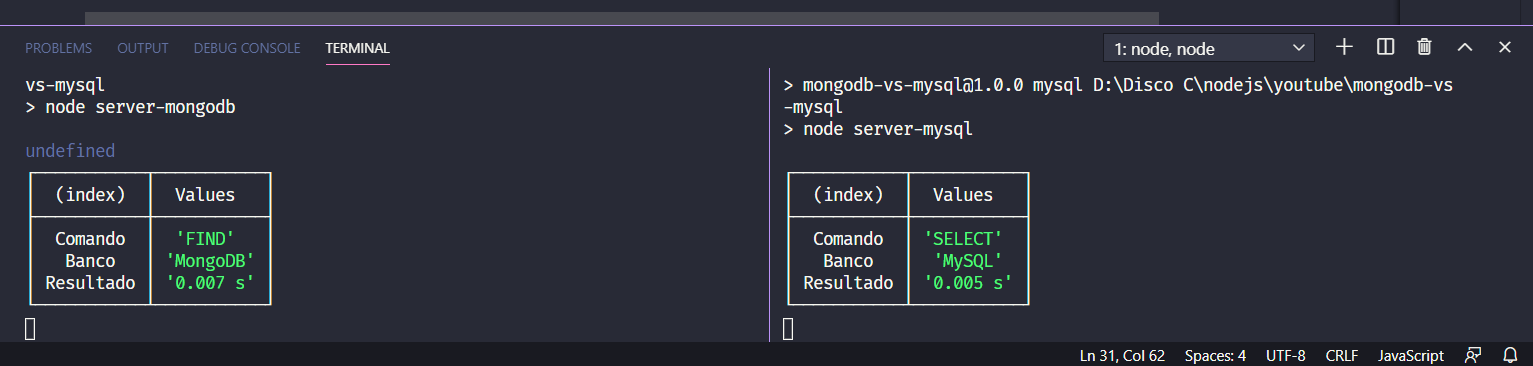 PROBLEMS OUTPUT DEBUG CONSOLE TERMINAL 1: node, node
vs-mysql
> node server-mongodb
undefined
(index) Values
Comando 'FIND'
Banco 'MongoDB'
Resultado '0.007 s'
> mongodb-vs-mysql@1.0.0 mysql D:\Disco C\nodejs\youtube\mongodb-vs
-mysql
> node server-mysql
(index) Values
Comando 'SELECT'
Banco 'MySQL'
Resultado '0.005 s'
Ln 31, Col 62 Spaces: 4 UTF-8 CRLF JavaScript